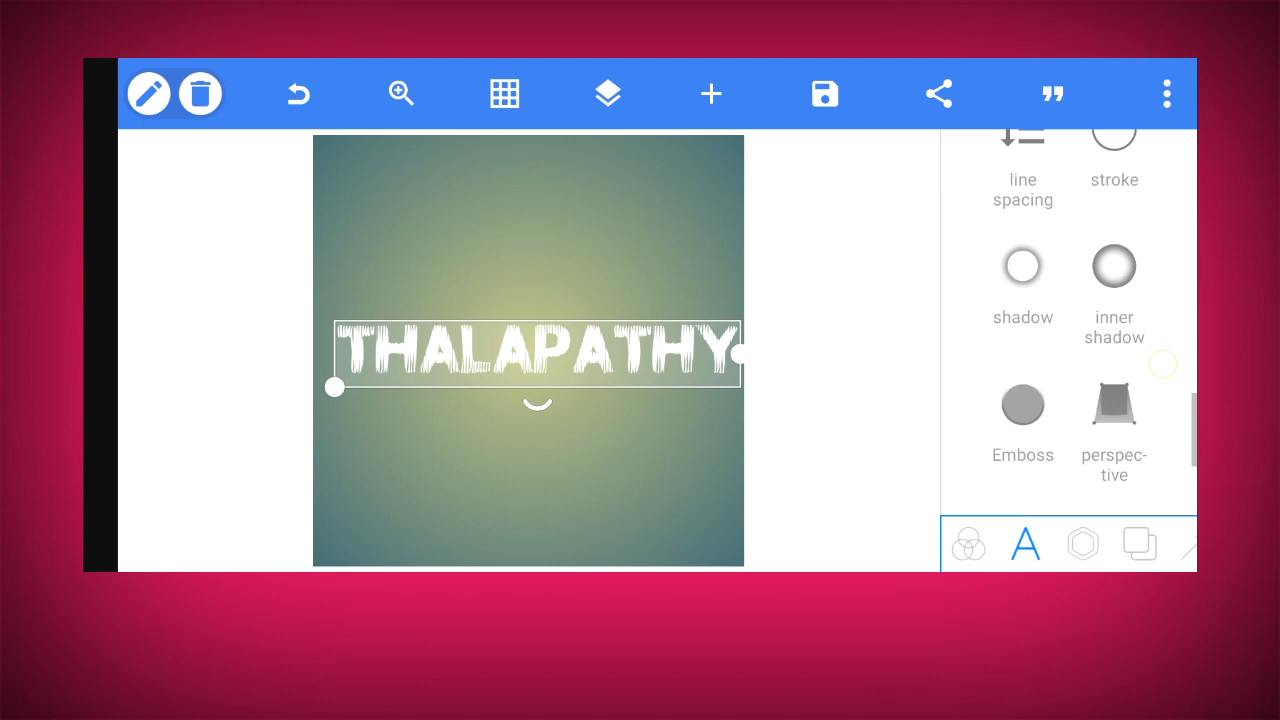 line
spacing
stroke
THALAPATHY
shadow
inner
shadow
Emboss
perspec-
tive